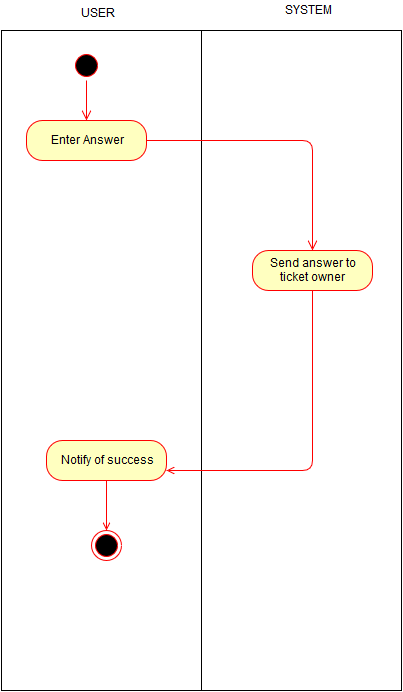 USER
SYSTEM
Enter Answer
Send answer to
ticket owner
Notify of success